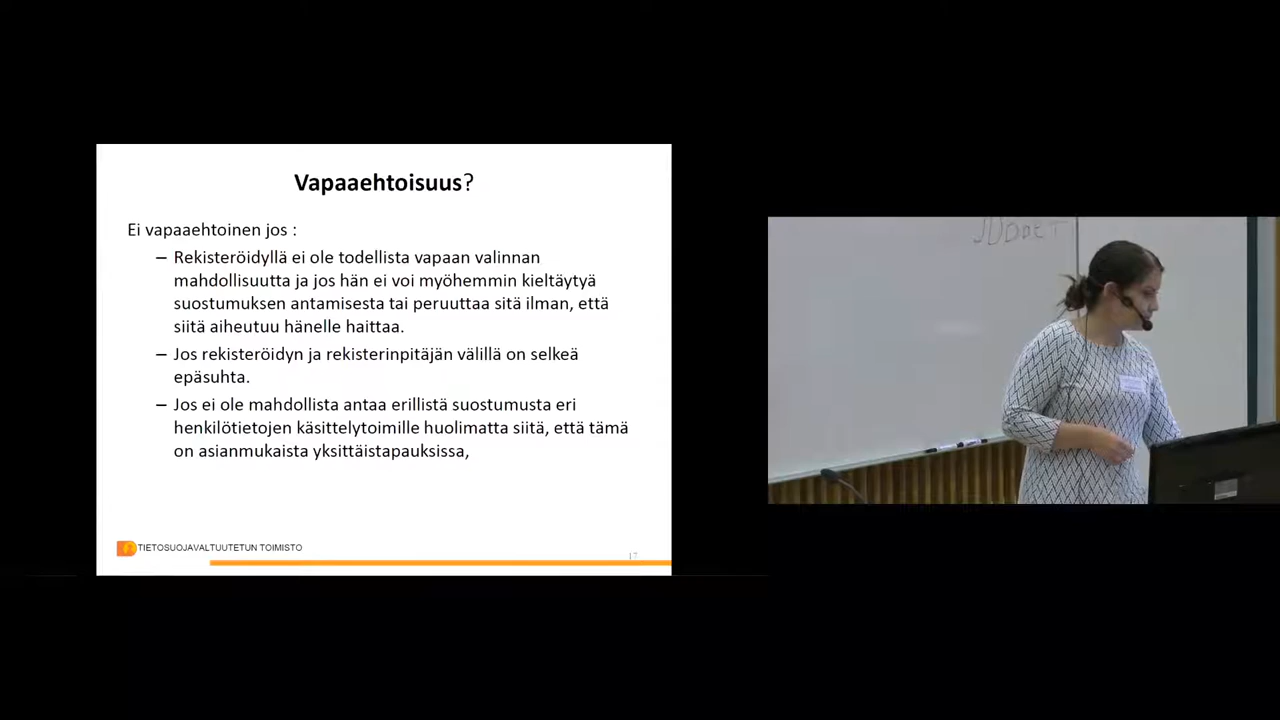 Vapaaehtoisuus?
Ei vapaaehtoinen jos :
– Rekisteröidyllä ei ole todellista vapaan valinnan
mahdollisuutta ja jos hän ei voi myöhemmin kieltäytyä
suostumuksen antamisesta tai peruuttaa sitä ilman, että
siitä aiheutuu hänelle haittaa.
– Jos rekisteröidyn ja rekisterinpitäjän välillä on selkeä
epäsuhta.
– Jos ei ole mahdollista antaa erillistä suostumusta eri
henkilötietojen käsittelytoimille huolimatta siitä, että tämä
on asianmukaista yksittäistapauksissa,
TIETOSUOJAVALTUUTETUN TOIMISTO